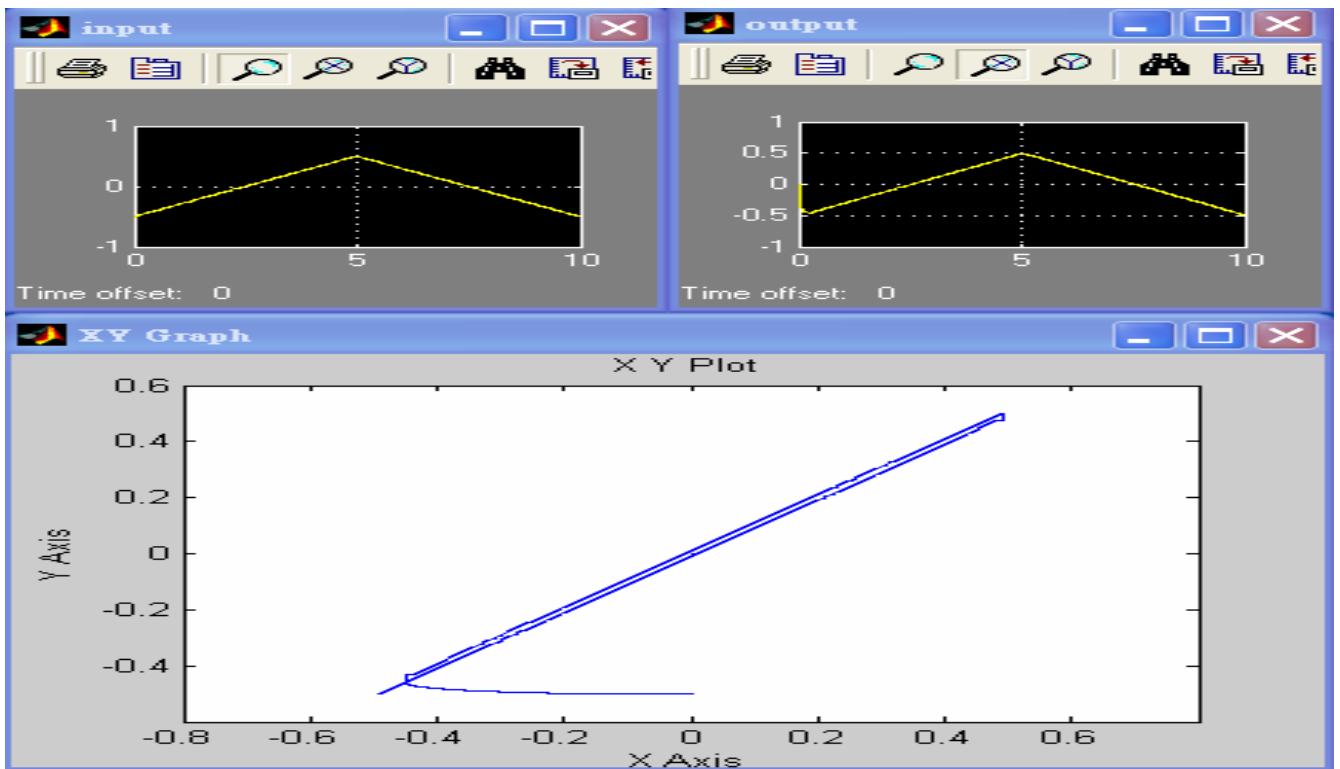 input
1
0
-1
0 5 10
Time offset: 0
output
1
0.5
0
-0.5
-1
0 5 10
Time offset: 0
XY Graph
X Y Plot
0.6
0.4
0.2
0
-0.2
-0.4
Y Axis
-0.8 -0.6 -0.4 -0.2 0 0.2 0.4 0.6
X Axis